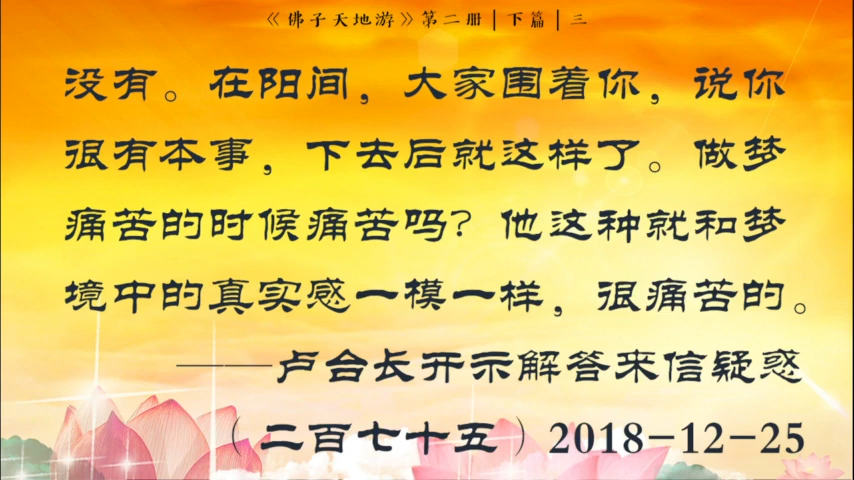 《佛子天地游》第二册|下篇|三
没有。在阳间，大家围着你，说你
很有本事，下去后就这样了。做梦
痛苦的时候痛苦吗？他这种就和梦
境中的真实感一模一样，很痛苦的。
——卢台长开示解答来信疑惑
（二百七十五）2018-12-25